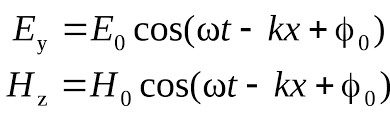 E_y = E_0 cos(ωt − kx + ϕ_0)
H_z = H_0 cos(ωt − kx + ϕ_0)